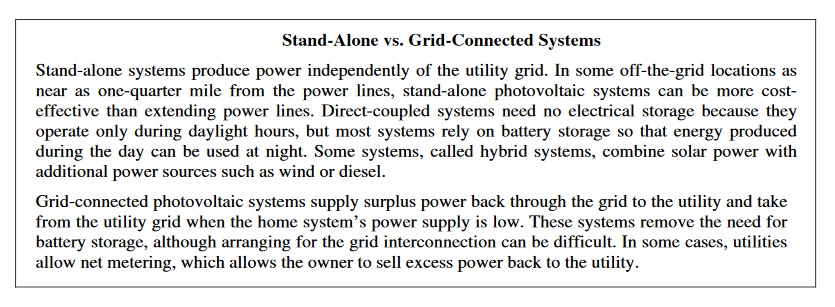 Stand-Alone vs. Grid-Connected Systems
Stand-alone systems produce power independently of the utility grid. In some off-the-grid locations as
near as one-quarter mile from the power lines, stand-alone photovoltaic systems can be more cost-
effective than extending power lines. Direct-coupled systems need no electrical storage because they
operate only during daylight hours, but most systems rely on battery storage so that energy produced
during the day can be used at night. Some systems, called hybrid systems, combine solar power with
additional power sources such as wind or diesel.
Grid-connected photovoltaic systems supply surplus power back through the grid to the utility and take
from the utility grid when the home system's power supply is low. These systems remove the need for
battery storage, although arranging for the grid interconnection can be difficult. In some cases, utilities
allow net metering, which allows the owner to sell excess power back to the utility.